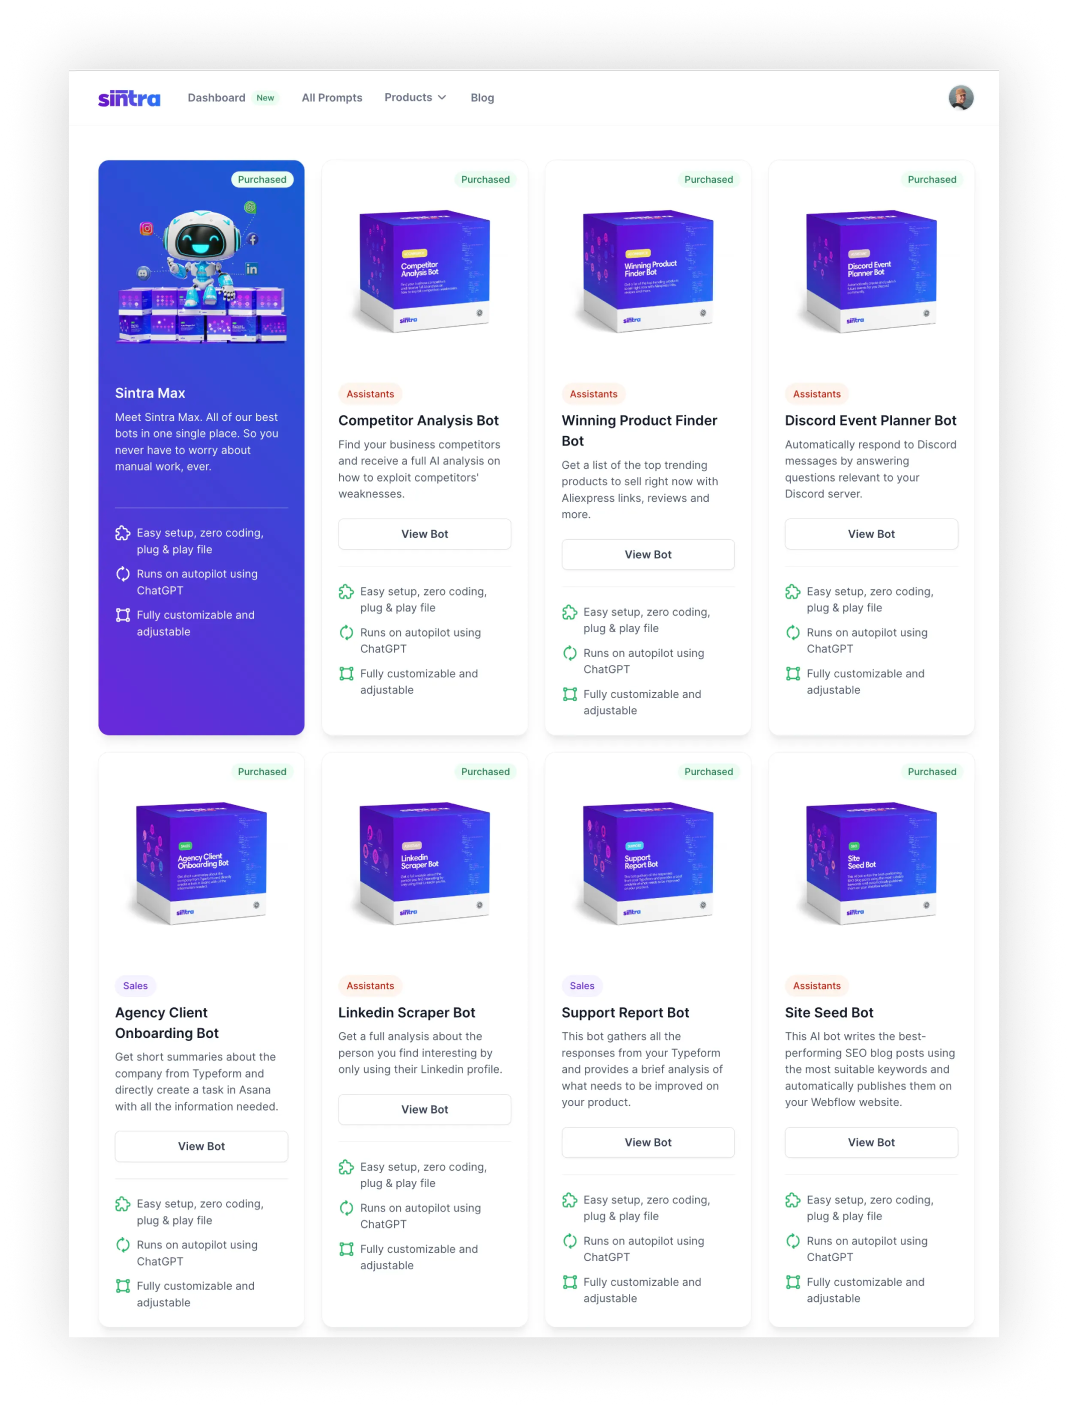 sintra
Dashboard
New
All Prompts
Products
Blog
Purchased
Sintra Max
Meet Sintra Max. All of our best
bots in one single place. So you
never have to worry about
manual work, ever.
Easy setup, zero coding,
plug & play file
Runs on autopilot using
ChatGPT
Fully customizable and
adjustable
Purchased
Competitor
Analysis Bot
sintra
Assistants
Competitor Analysis Bot
Find your business competitors
and receive a full AI analysis on
how to exploit competitors'
weaknesses.
View Bot
Easy setup, zero coding,
plug & play file
Runs on autopilot using
ChatGPT
Fully customizable and
adjustable
Purchased
Winning Product
Finder Bot
sintra
Assistants
Winning Product Finder
Bot
Get a list of the top trending
products to sell right now with
Aliexpress links, reviews and
more.
View Bot
Easy setup, zero coding,
plug & play file
Runs on autopilot using
ChatGPT
Fully customizable and
adjustable
Purchased
Discord Event
Planner Bot
sintra
Assistants
Discord Event Planner Bot
Automatically respond to Discord
messages by answering
questions relevant to your
Discord server.
View Bot
Easy setup, zero coding,
plug & play file
Runs on autopilot using
ChatGPT
Fully customizable and
adjustable
Purchased
Agency Client
Onboarding Bot
sintra
Sales
Agency Client
Onboarding Bot
Get short summaries about the
company from Typeform and
directly create a task in Asana
with all the information needed.
View Bot
Easy setup, zero coding,
plug & play file
Runs on autopilot using
ChatGPT
Fully customizable and
adjustable
Purchased
Linkedin
Scraper Bot
sintra
Assistants
Linkedin Scraper Bot
Get a full analysis about the
person you find interesting by
only using their Linkedin profile.
View Bot
Easy setup, zero coding,
plug & play file
Runs on autopilot using
ChatGPT
Fully customizable and
adjustable
Purchased
Support
Report Bot
sintra
Sales
Support Report Bot
This bot gathers all the
responses from your Typeform
and provides a brief analysis of
what needs to be improved on
your product.
View Bot
Easy setup, zero coding,
plug & play file
Runs on autopilot using
ChatGPT
Fully customizable and
adjustable
Purchased
Site
Seed Bot
sintra
Assistants
Site Seed Bot
This AI bot writes the best-
performing SEO blog posts using
the most suitable keywords and
automatically publishes them on
your Webflow website.
View Bot
Easy setup, zero coding,
plug & play file
Runs on autopilot using
ChatGPT
Fully customizable and
adjustable